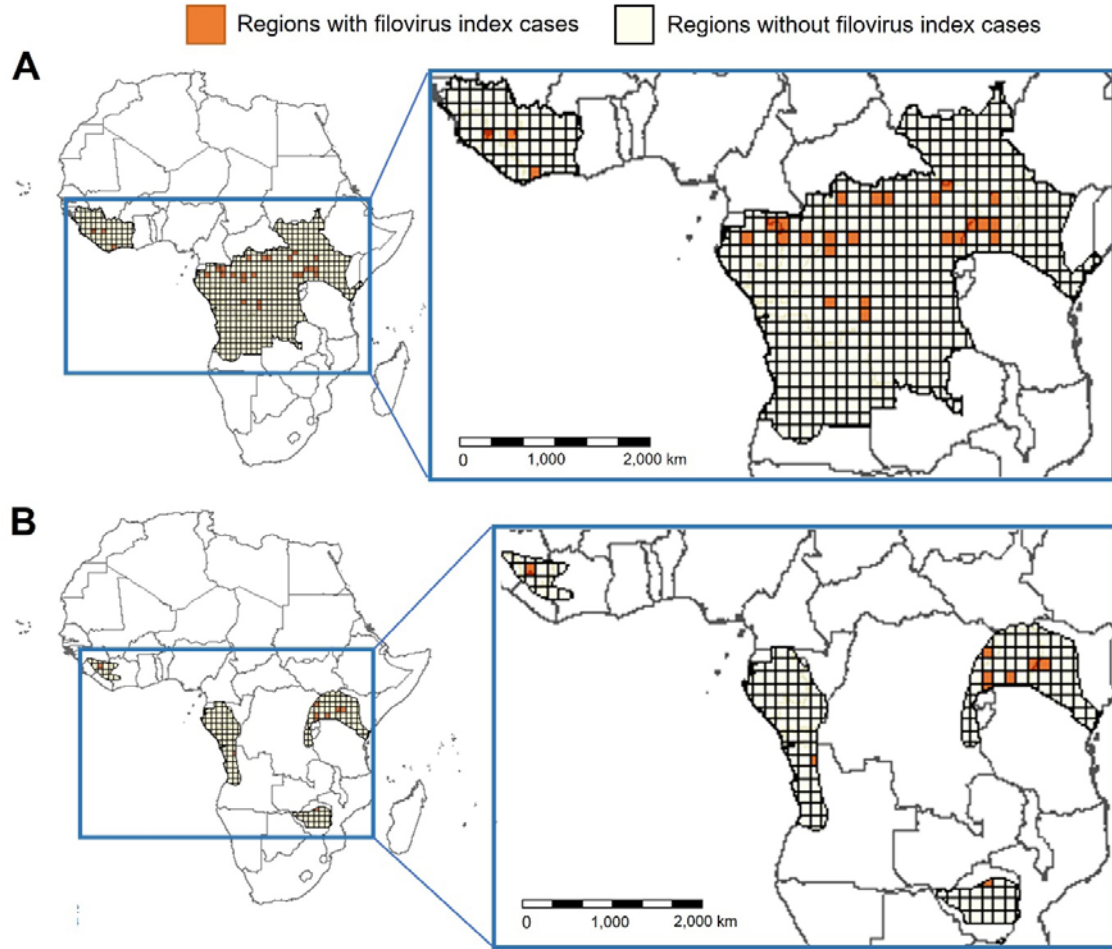 Regions with filovirus index cases
Regions without filovirus index cases
A
0 1,000 2,000 km
B
0 1,000 2,000 km